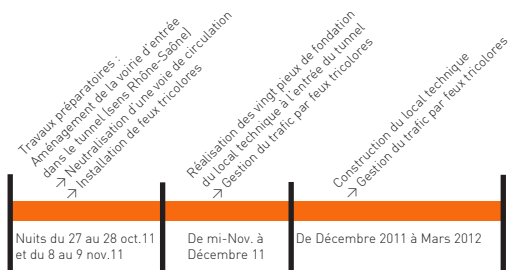 Travaux préparatoires :
Aménagement de la voirie d'entrée
dans le tunnel (sens Rhône-Saône)
→ Neutralisation d'une voie de circulation
→ Installation de feux tricolores
Réalisation des vingt pieux de fondation
du local technique à l'entrée du tunnel
→ Gestion du trafic par feux tricolores
Construction du local technique
→ Gestion du trafic par feux tricolores
Nuits du 27 au 28 oct.11
et du 8 au 9 nov.11
De mi-Nov. à
Décembre 11
De Décembre 2011 à Mars 2012